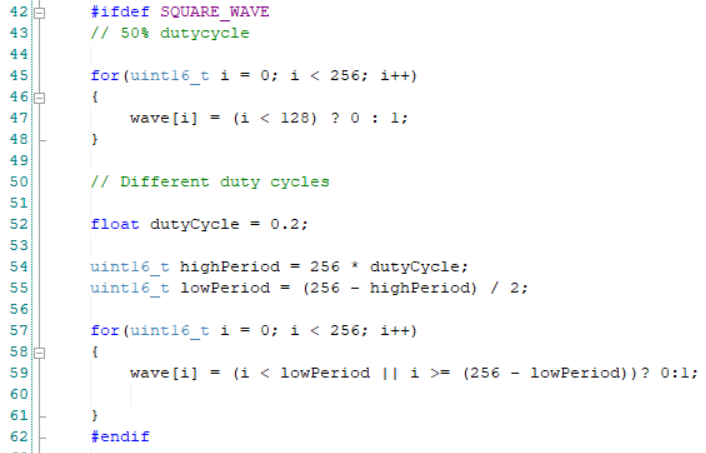 42 #ifdef SQUARE_WAVE
43 // 50% dutycycle
44
45 for(uint16_t i = 0; i < 256; i++)
46 {
47 wave[i] = (i < 128) ? 0 : 1;
48 }
49
50 // Different duty cycles
51
52 float dutyCycle = 0.2;
53
54 uint16_t highPeriod = 256 * dutyCycle;
55 uint16_t lowPeriod = (256 - highPeriod) / 2;
56
57 for(uint16_t i = 0; i < 256; i++)
58 {
59 wave[i] = (i < lowPeriod || i >= (256 - lowPeriod))? 0:1;
60
61 }
62 #endif